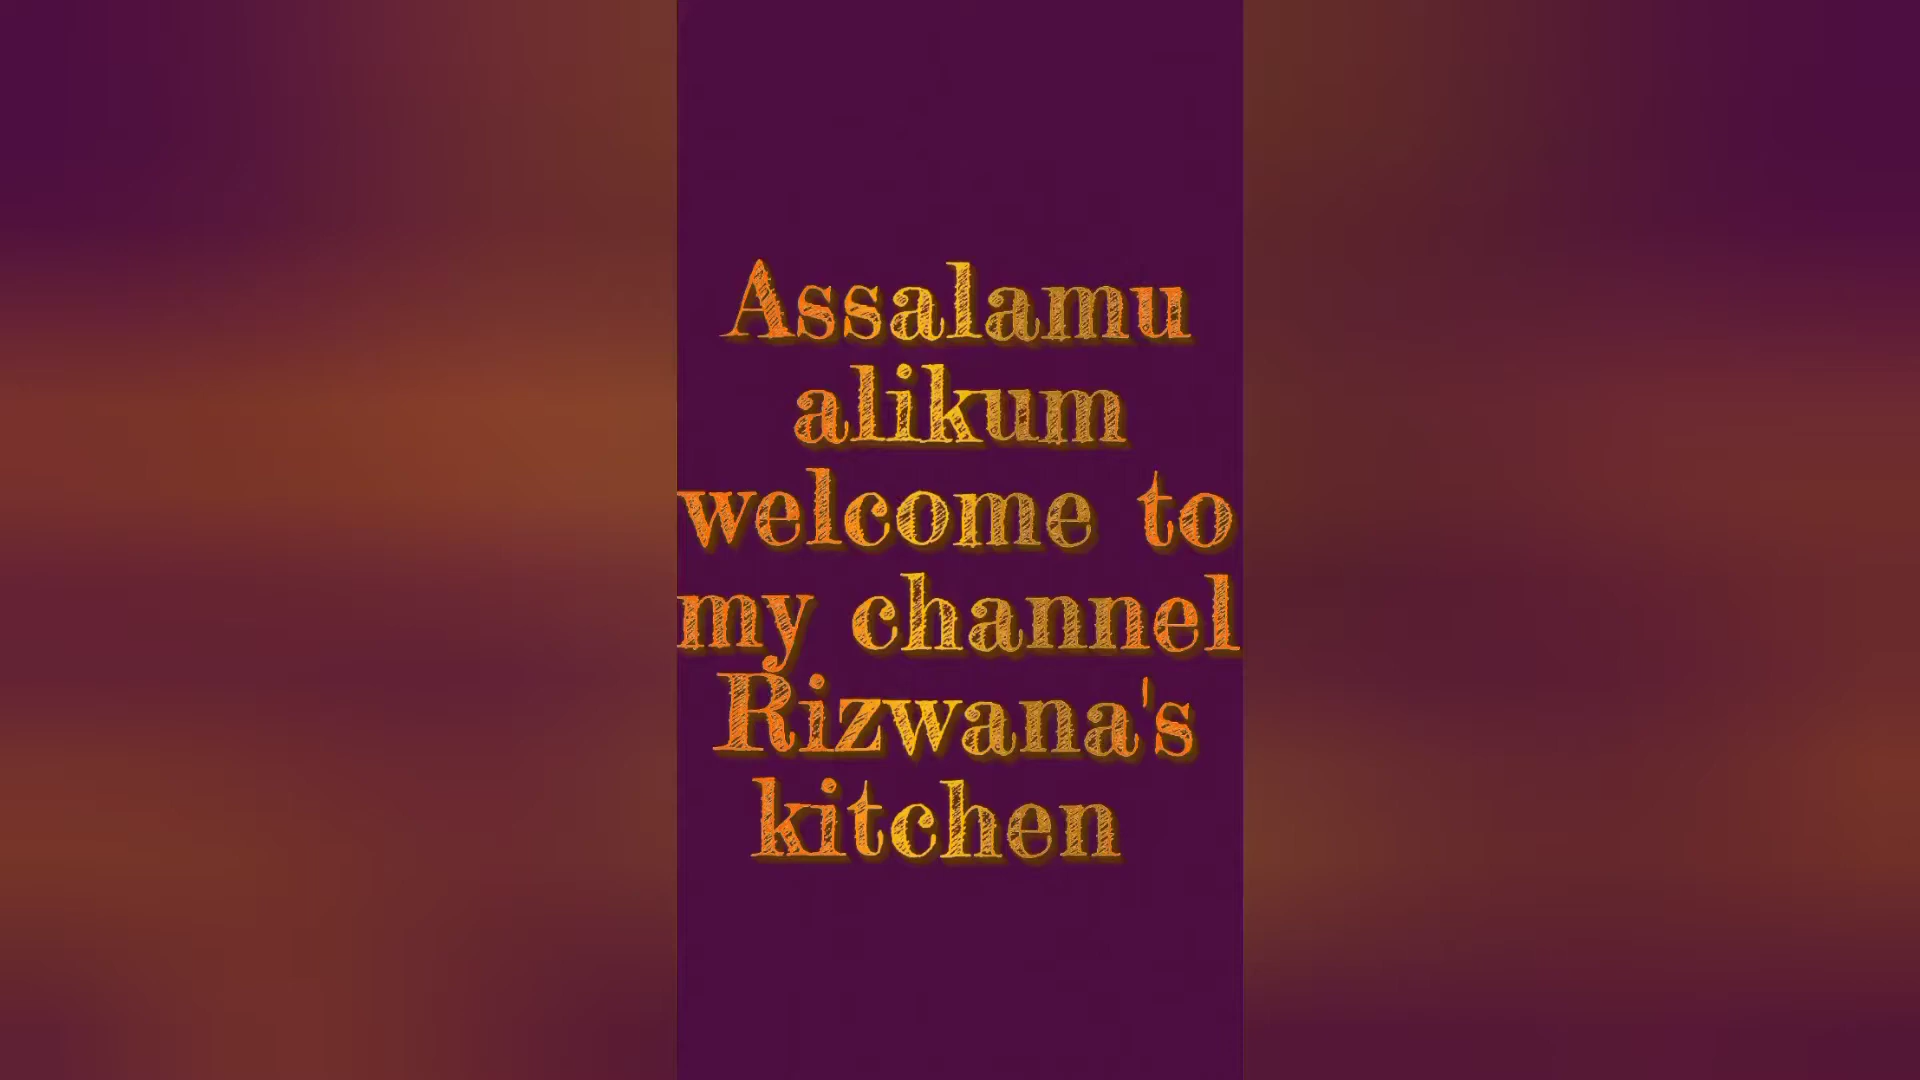 Assalamu
alikum
welcome to
my channel
Rizwana's
kitchen